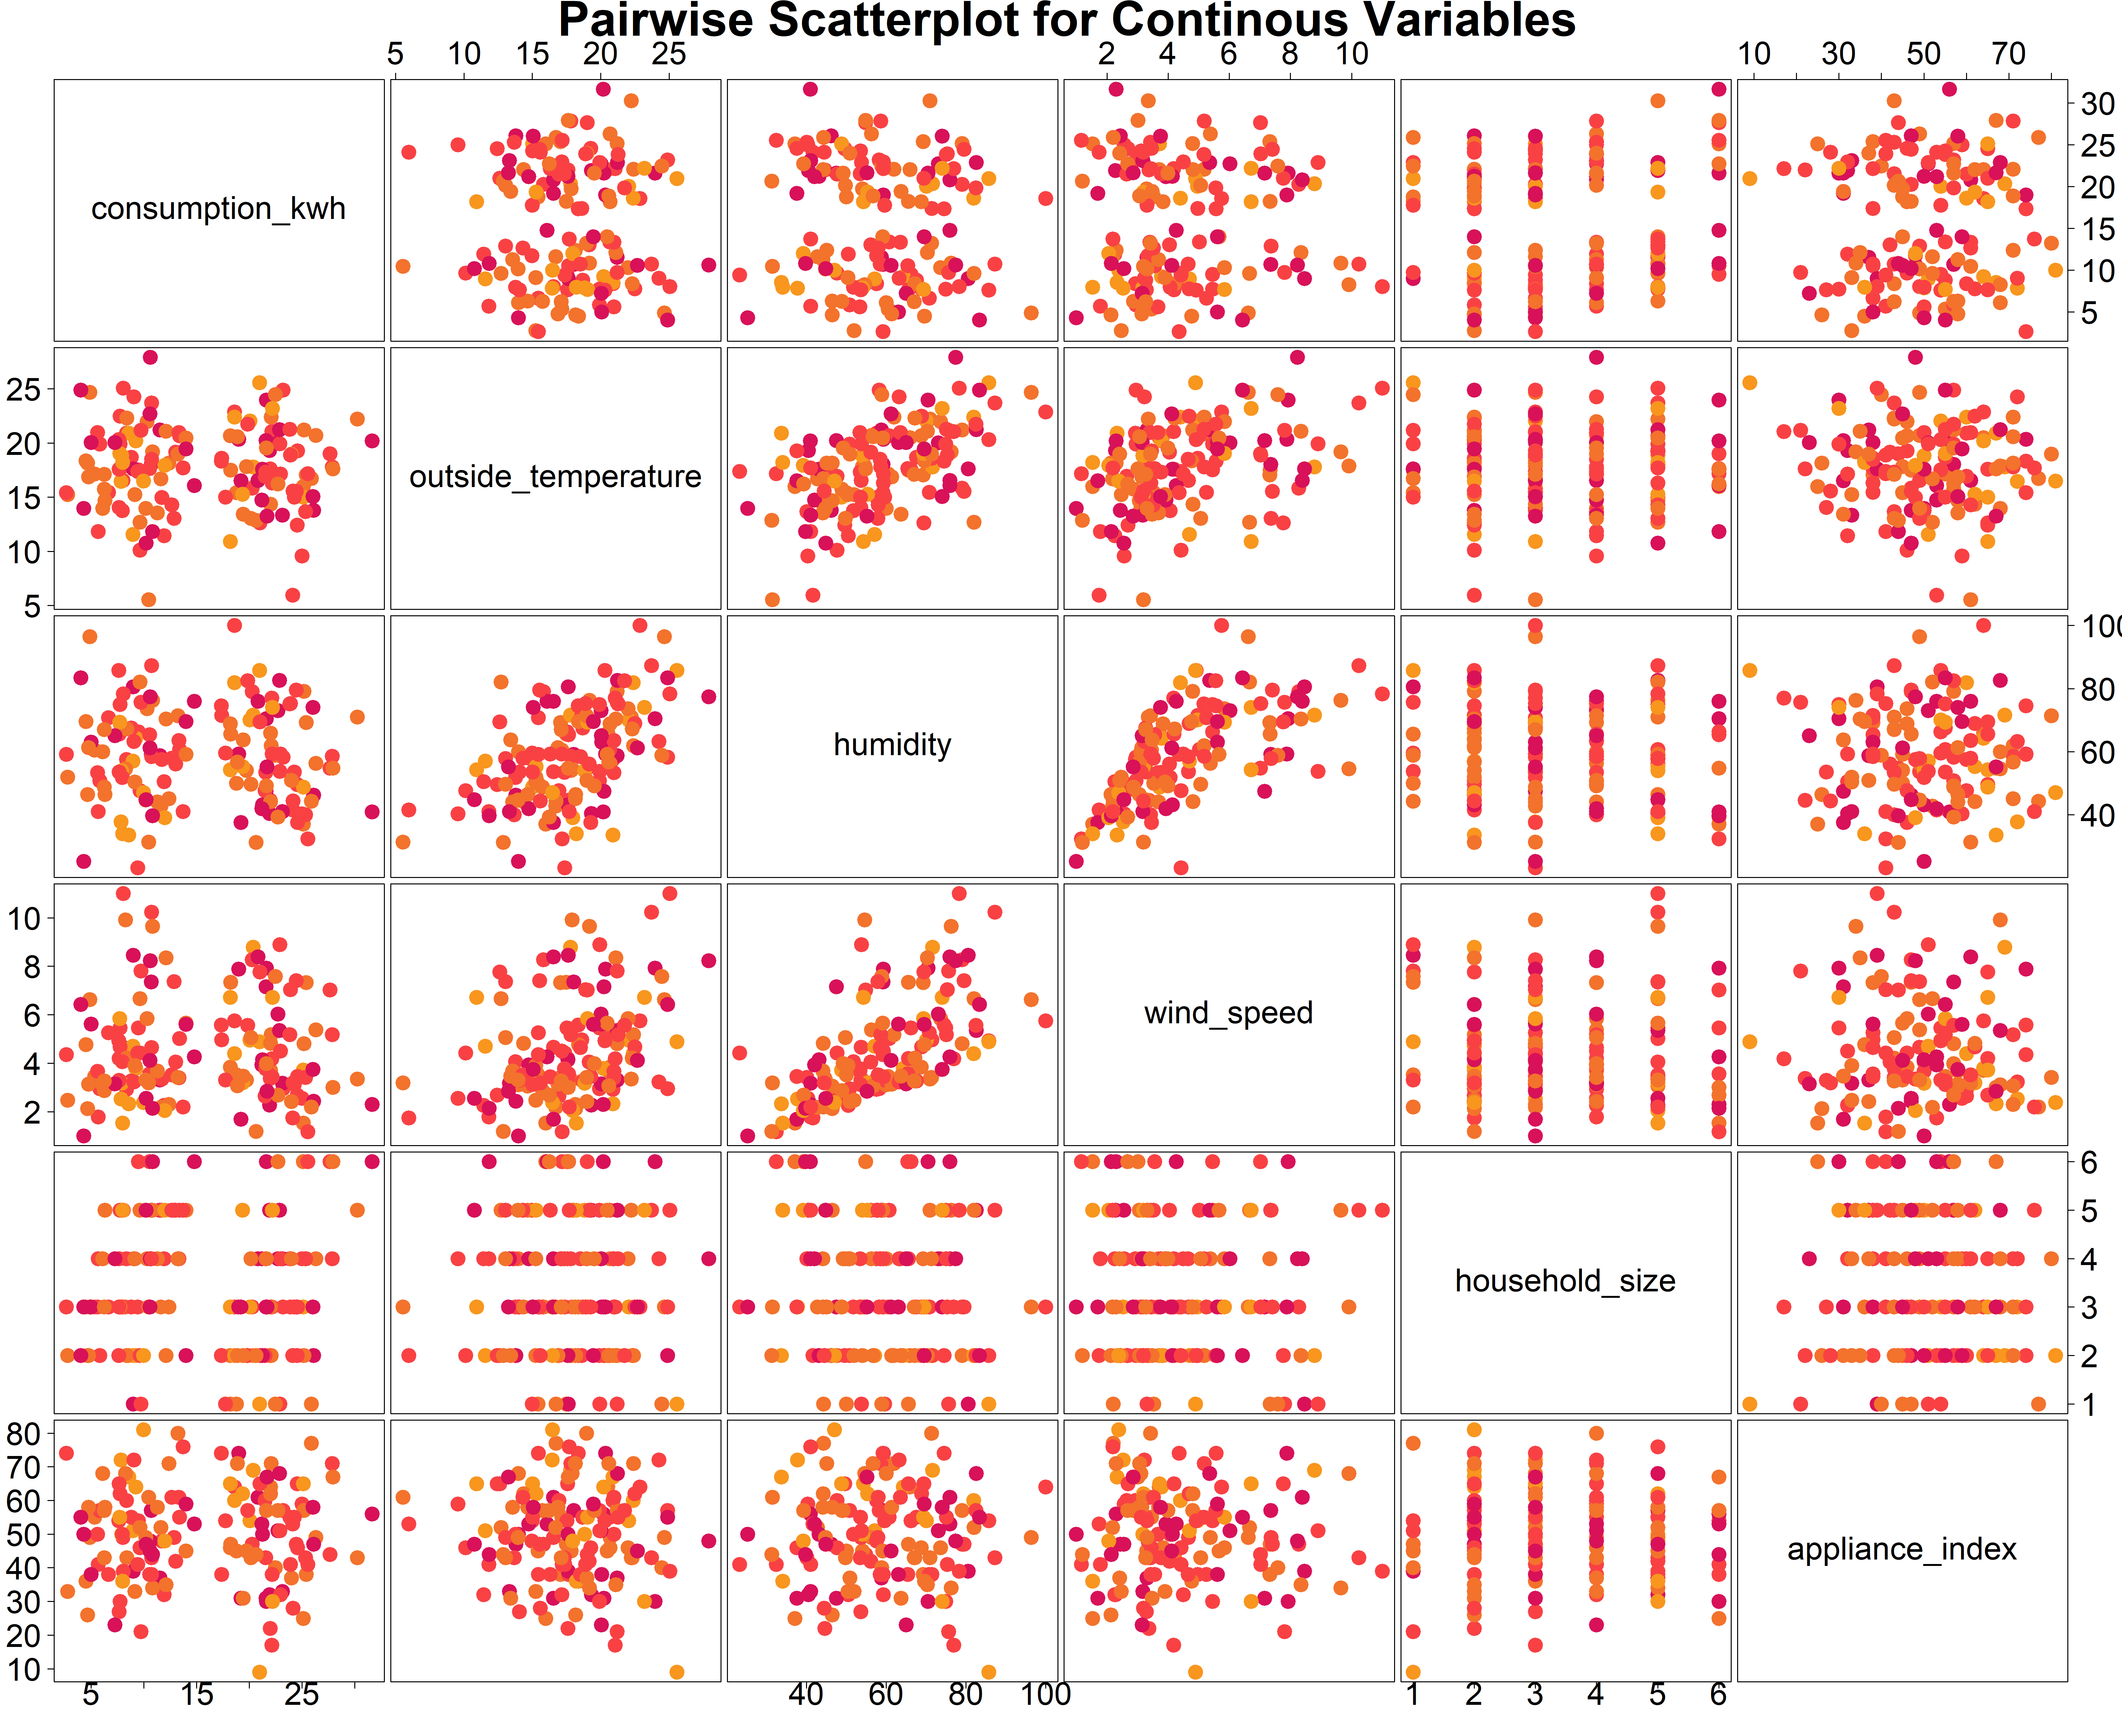 Pairwise Scatterplot for Continous Variables
5 10 15 20 25 2 4 6 8 10 10 30 50 70
consumption_kwh
5 10 15 20 25 30
5 10 15 20 25
outside_temperature
humidity
40 60 80 100
2 4 6 8 10
wind_speed
household_size
1 2 3 4 5 6
10 20 30 40 50 60 70 80
appliance_index
5 15 25 40 60 80 100 1 2 3 4 5 6